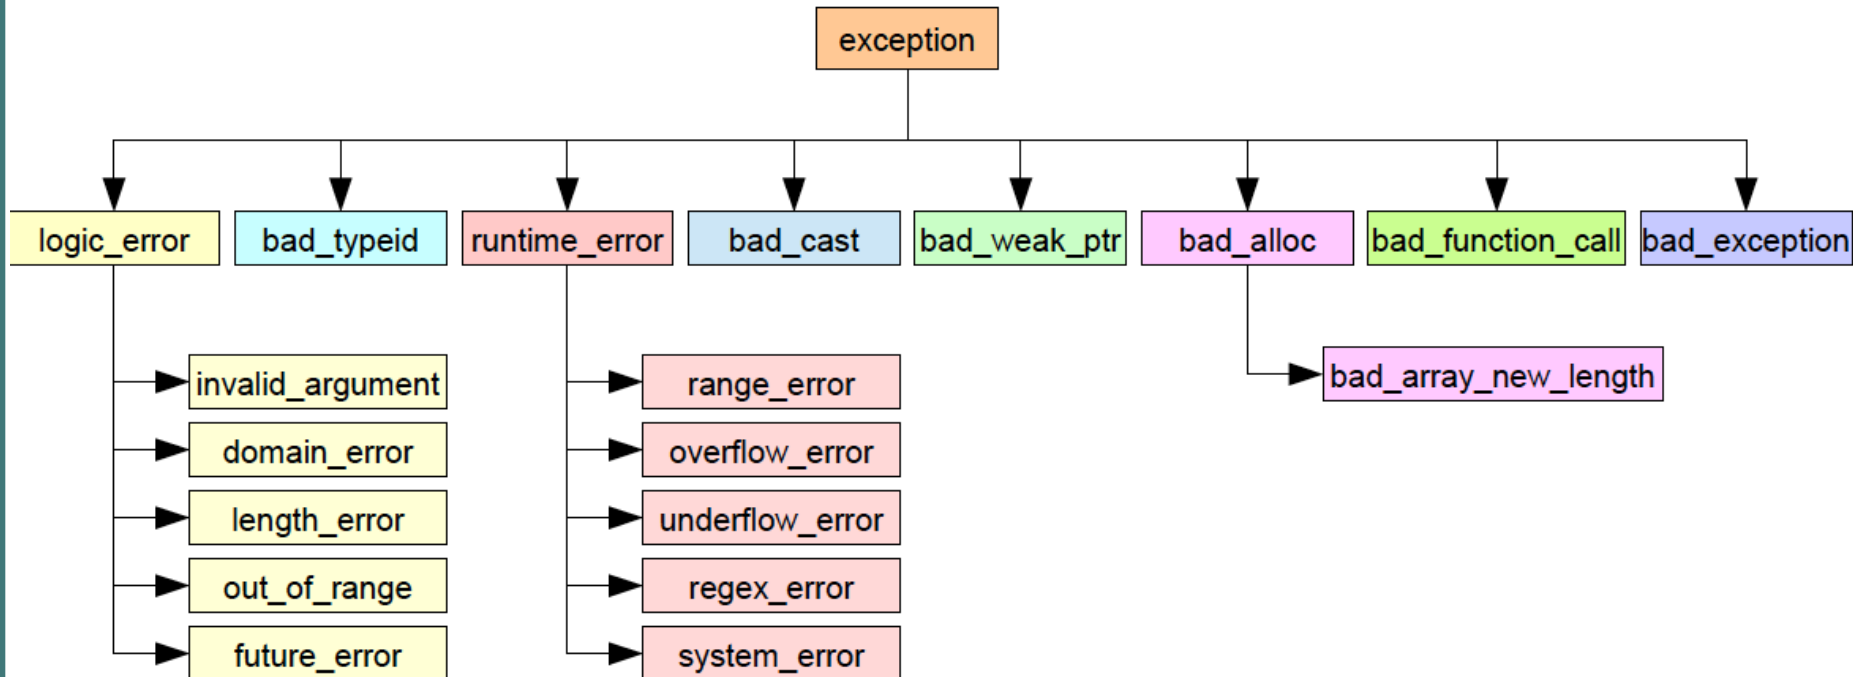 exception
logic_error
bad_typeid
runtime_error
bad_cast
bad_weak_ptr
bad_alloc
bad_function_call
bad_exception
invalid_argument
domain_error
length_error
out_of_range
future_error
range_error
overflow_error
underflow_error
regex_error
system_error
bad_array_new_length